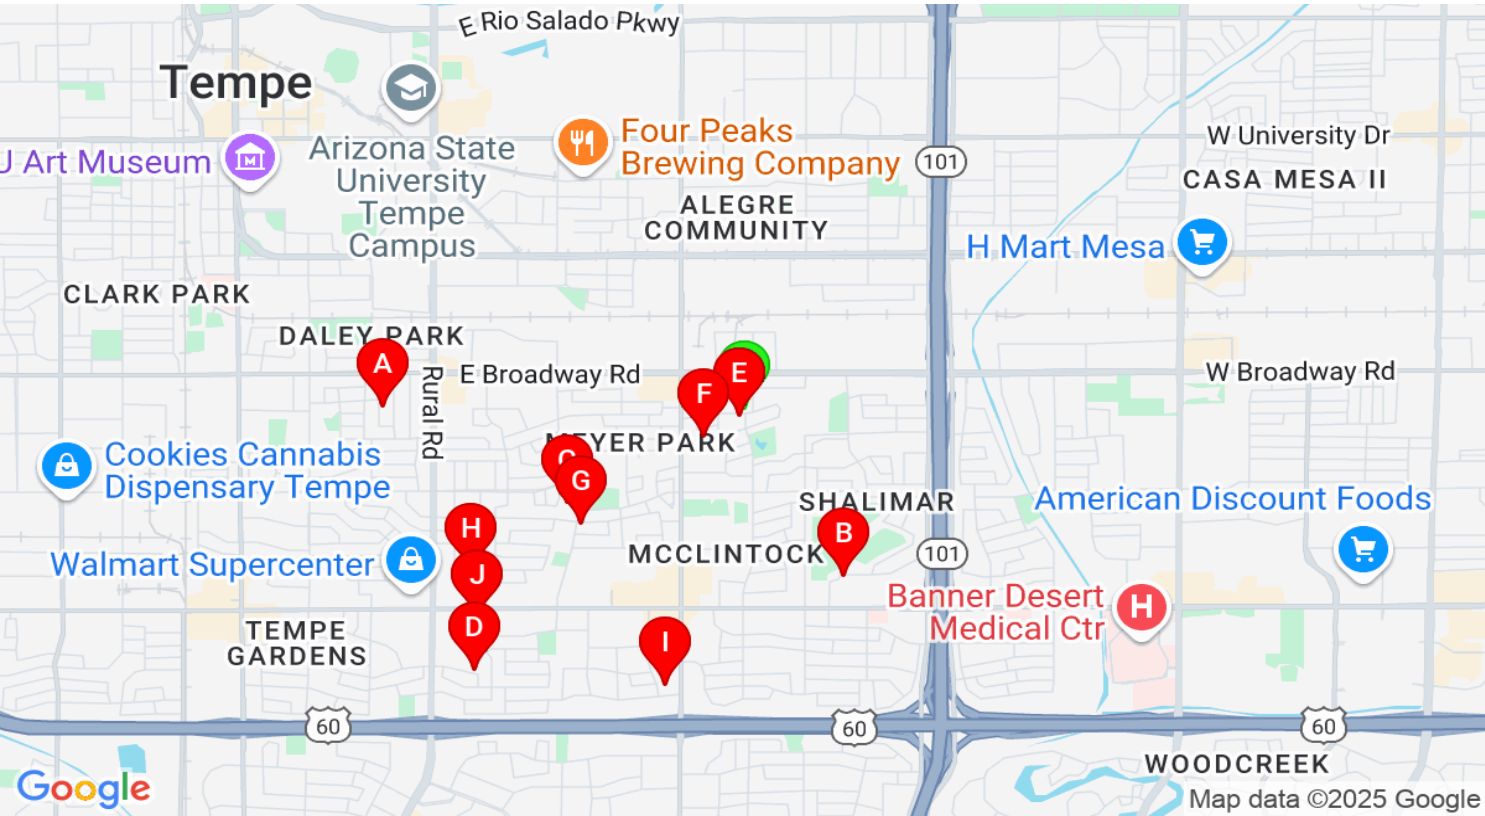 E Rio Salado Pkwy
Tempe
Four Peaks
Brewing Company
W University Dr
U Art Museum
Arizona State
University
Tempe
Campus
101
CASA MESA II
ALEGRE
COMMUNITY
H Mart Mesa
CLARK PARK
DALEY PARK
A
E Broadway Rd
E
W Broadway Rd
F
Rural Rd
MEYER PARK
Cookies Cannabis
Dispensary Tempe
C
G
SHALIMAR
American Discount Foods
H
B
MCCLINTOCK
101
Walmart Supercenter
J
Banner Desert
Medical Ctr
H
TEMPE
GARDENS
D
I
60
60
60
WOODCREEK
Google
Map data ©2025 Google